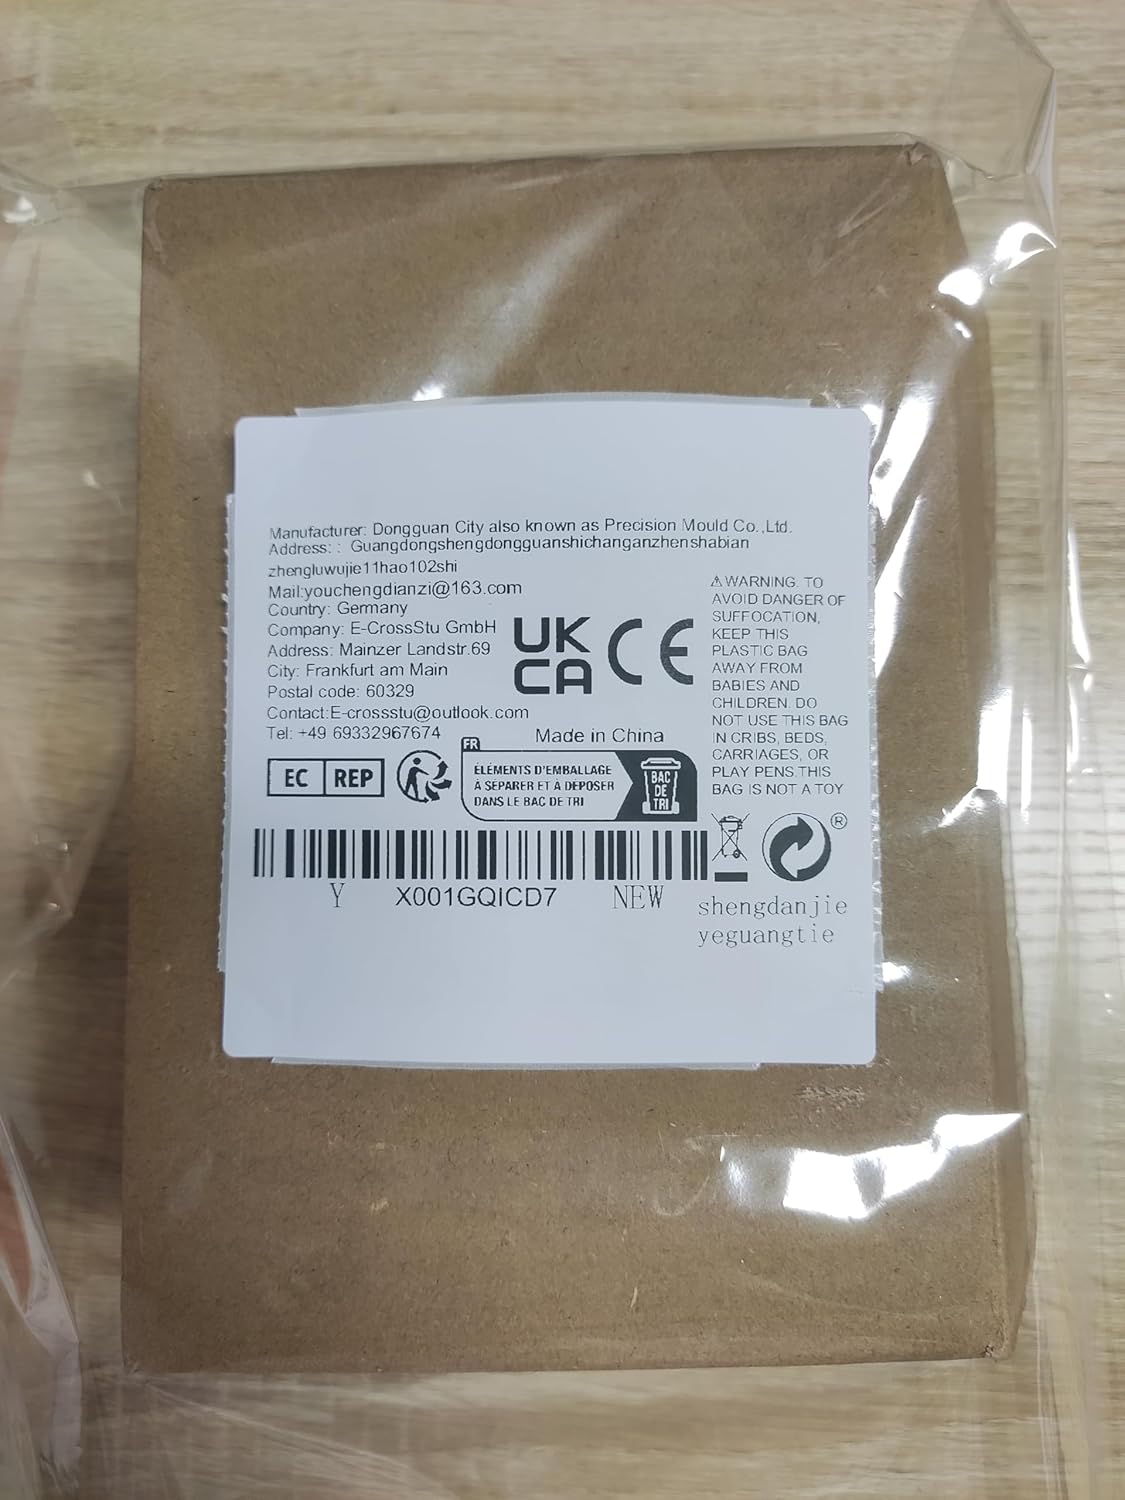 Manufacturer: Dongguan City also known as Precision Mould Co.,Ltd.
Address: : Guangdongshengdongguanshichanganzhenshabian
zhengluwujie11hao102shi
Mail:youchengdianzi@163.com
Country: Germany
Company: E-CrossStu GmbH
Address: Mainzer Landstr.69
City: Frankfurt am Main
Postal code: 60329
Contact:E-crossstu@outlook.com
Tel: +49 69332967674
UK
CA
CE
Made in China
⚠WARNING. TO
AVOID DANGER OF
SUFFOCATION,
KEEP THIS
PLASTIC BAG
AWAY FROM
BABIES AND
CHILDREN. DO
NOT USE THIS BAG
IN CRIBS, BEDS,
CARRIAGES, OR
PLAY PENS.THIS
BAG IS NOT A TOY
EC REP
FR
ÉLÉMENTS D'EMBALLAGE
À SÉPARER ET À DÉPOSER
DANS LE BAC DE TRI
BAC
DE
TRI
®
Y X001GQICD7 NEW
shengdanjie
yeguangtie